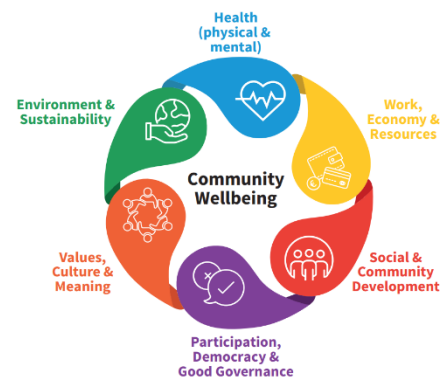 Health
(physical &
mental)
Work,
Economy &
Resources
Social &
Community
Development
Participation,
Democracy &
Good Governance
Values,
Culture &
Meaning
Environment &
Sustainability
Community
Wellbeing